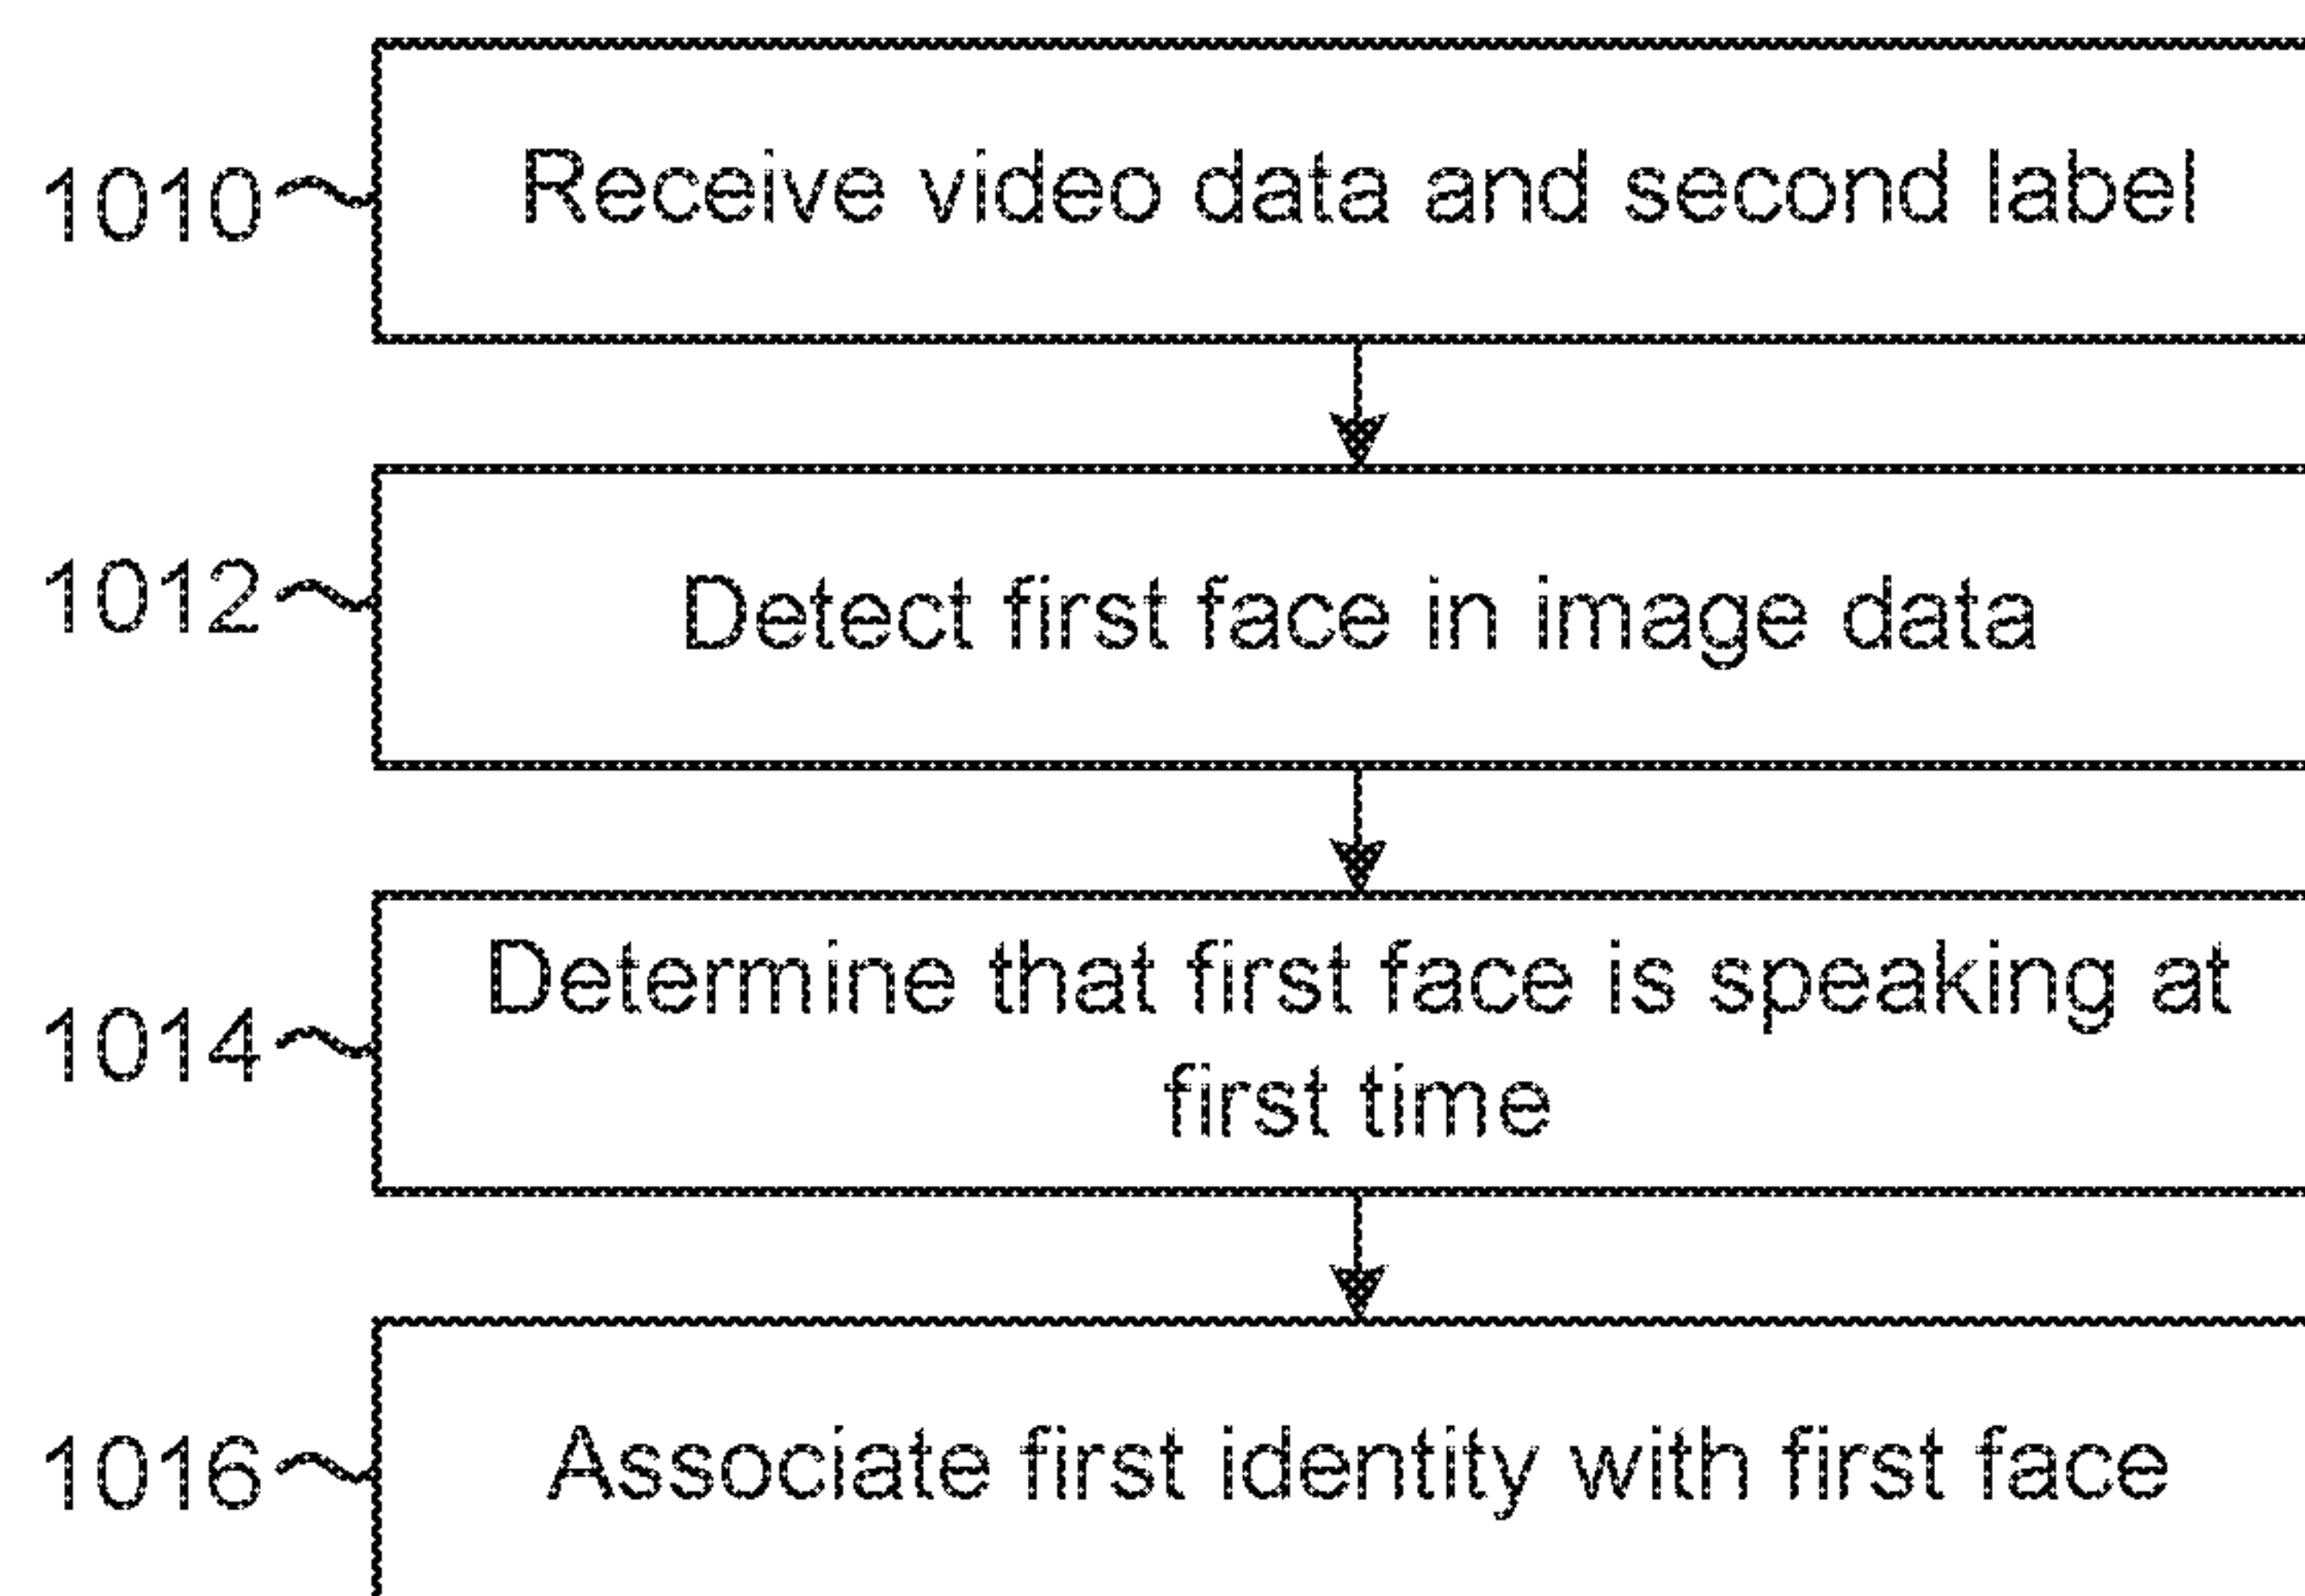 1010 Receive video data and second label
1012 Detect first face in image data
Determine that first face is speaking at
1014
first time
1016 Associate first identity with first face